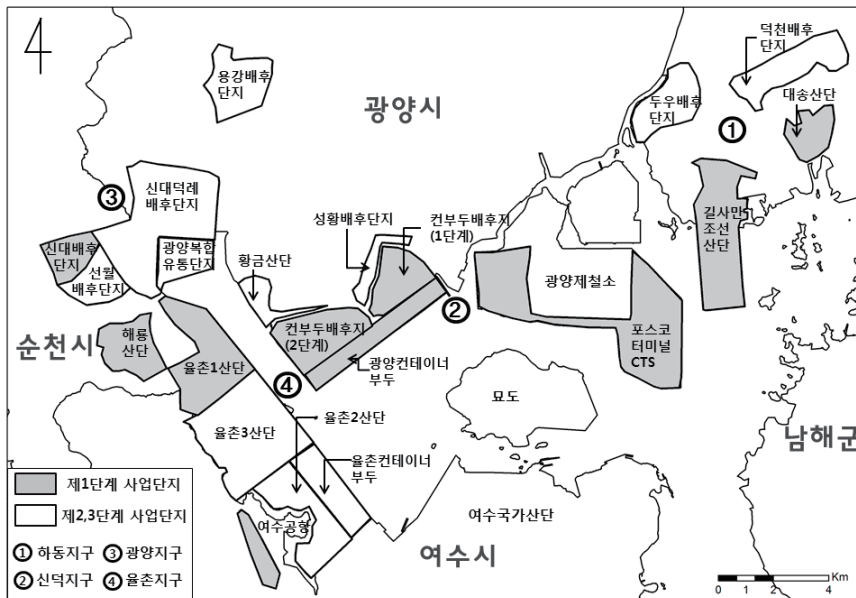 4
용강배후
단지
광양시
덕천배후
단지
두우배후
단지
대송산단
①
③
신대덕례
배후단지
성황배후단지
컨부두배후지
(1단계)
길사만
조선
산단
신대배후
단지
선월
배후단지
광양복합
유통단지
황금산단
광양제철소
②
순천시
해룡
산단
율촌1산단
컨부두배후지
(2단계)
광양컨테이너
부두
포스코
터미널
CTS
④
묘도
율촌3산단
율촌2산단
남해군
율촌컨테이너
부두
여수공항
여수국가산단
여수시
제1단계 사업단지
제2,3단계 사업단지
① 하동지구 ③ 광양지구
② 신덕지구 ④ 율촌지구
Km
0 1 2 4